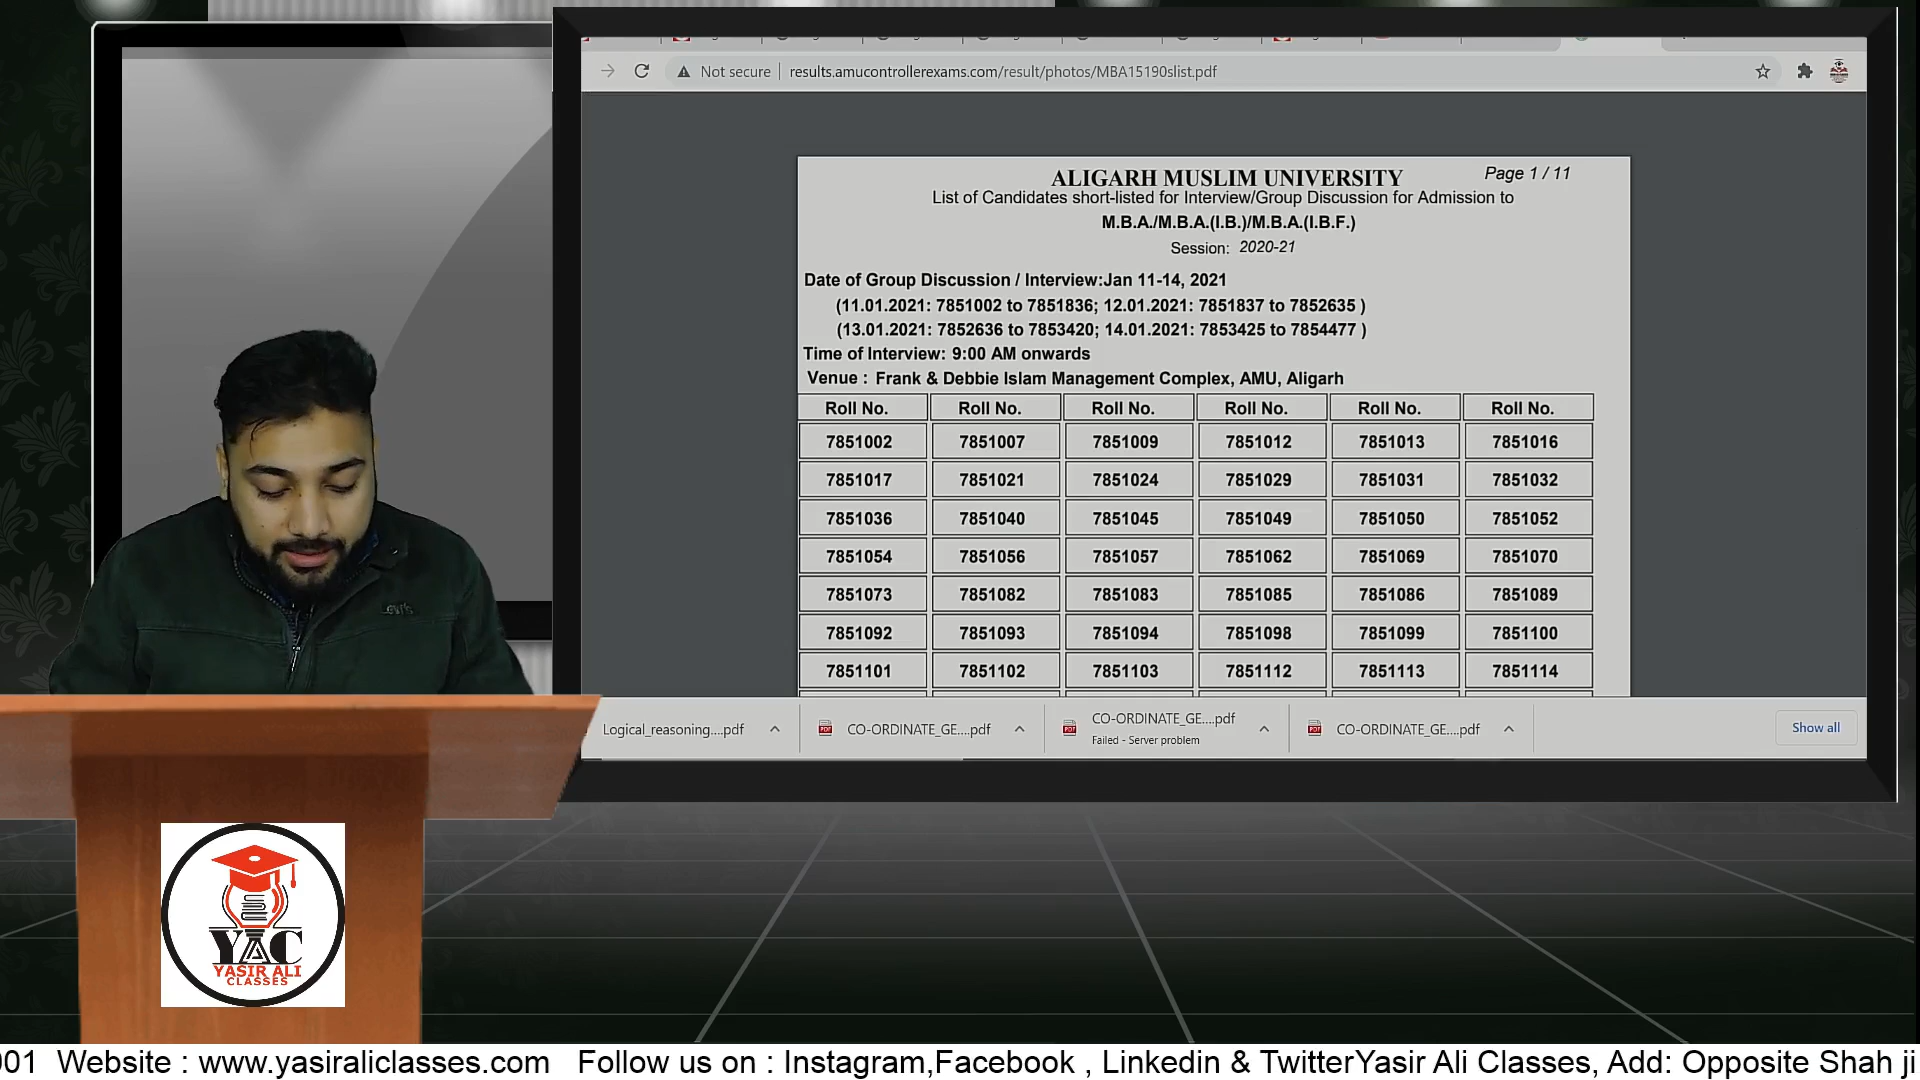 Not secure
results.amucontrollerexams.com/result/photos/MBA15190slist.pdf
ALIGARH MUSLIM UNIVERSITY
Page 1 / 11
List of Candidates short-listed for Interview/Group Discussion for Admission to
M.B.A./M.B.A.(I.B.)/M.B.A.(I.B.F.)
Session: 2020-21
Date of Group Discussion / Interview:Jan 11-14, 2021
(11.01.2021: 7851002 to 7851836; 12.01.2021: 7851837 to 7852635 )
(13.01.2021: 7852636 to 7853420; 14.01.2021: 7853425 to 7854477 )
Time of Interview: 9:00 AM onwards
Venue : Frank & Debbie Islam Management Complex, AMU, Aligarh
Roll No. Roll No. Roll No. Roll No. Roll No. Roll No.
7851002 7851007 7851009 7851012 7851013 7851016
7851017 7851021 7851024 7851029 7851031 7851032
7851036 7851040 7851045 7851049 7851050 7851052
7851054 7851056 7851057 7851062 7851069 7851070
7851073 7851082 7851083 7851085 7851086 7851089
7851092 7851093 7851094 7851098 7851099 7851100
7851101 7851102 7851103 7851112 7851113 7851114
Logical_reasoning....pdf
CO-ORDINATE_GE....pdf
CO-ORDINATE_GE....pdf
Failed - Server problem
CO-ORDINATE_GE....pdf
Show all
Levi's
YAC
YASIR ALI
CLASSES
001 Website : www.yasiraliclasses.com Follow us on : Instagram,Facebook , Linkedin & TwitterYasir Ali Classes, Add: Opposite Shah ji